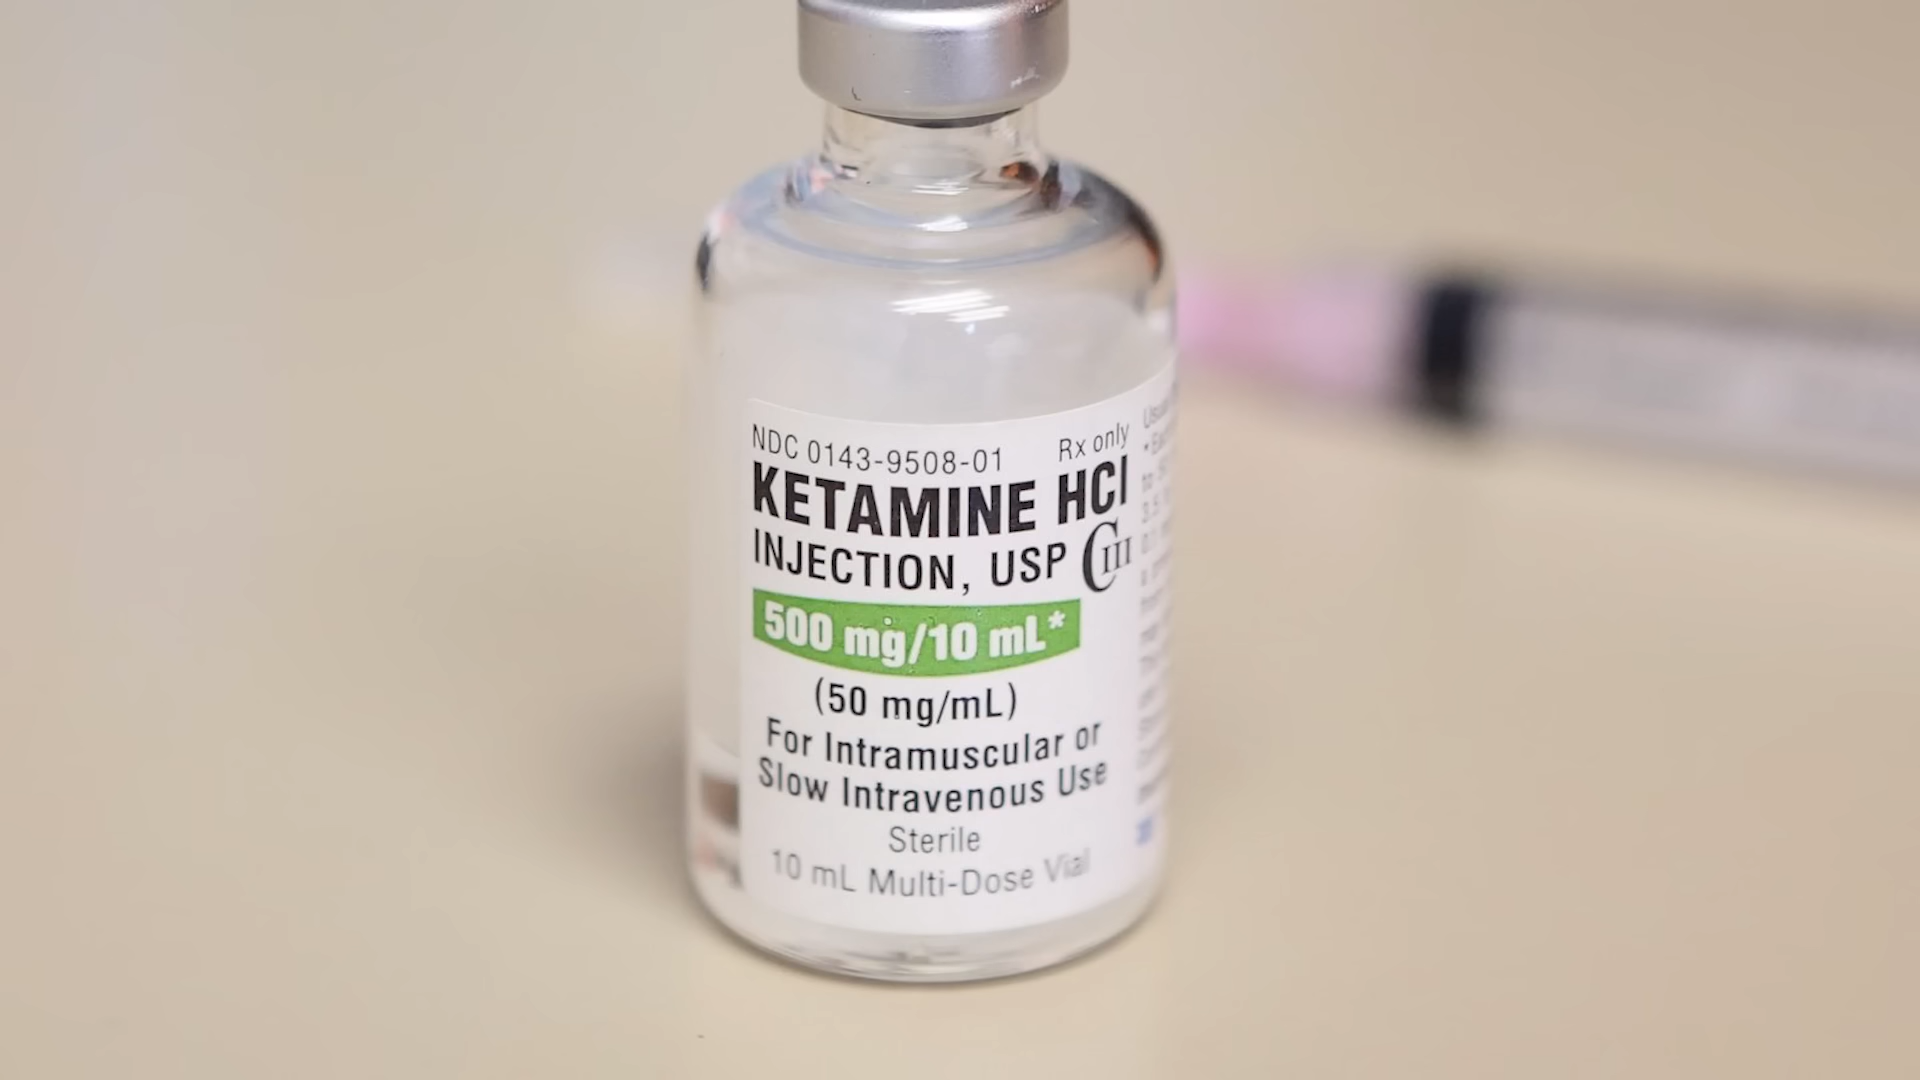 NDC 0143-9508-01 Rx only
KETAMINE HCl
INJECTION, USP CIII
500 mg/10 mL*
(50 mg/mL)
For Intramuscular or
Slow Intravenous Use
Sterile
10 mL Multi-Dose Vial